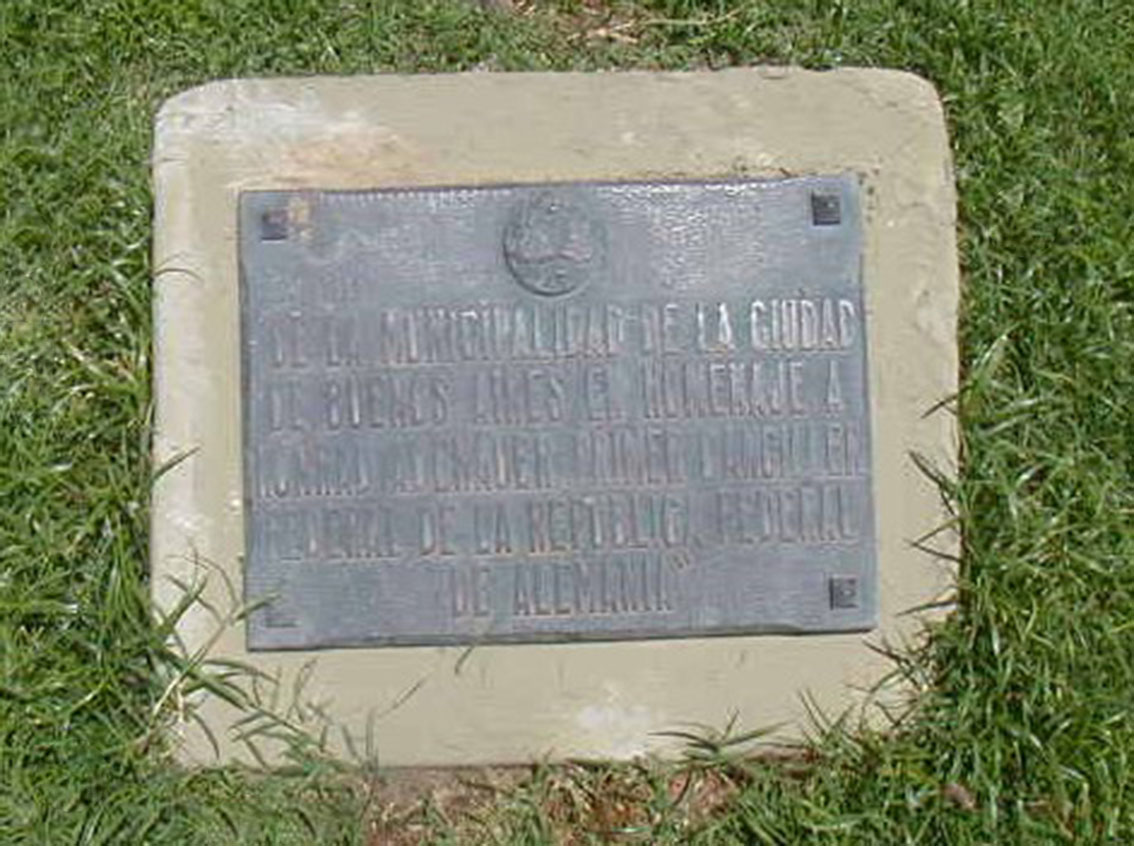 DE LA MUNICIPALIDAD DE LA CIUDAD
DE BUENOS AIRES EN HOMENAJE A
KONRAD ADENAUER PRIMER CANCILLER
FEDERAL DE LA REPUBLICA FEDERAL
DE ALEMANIA